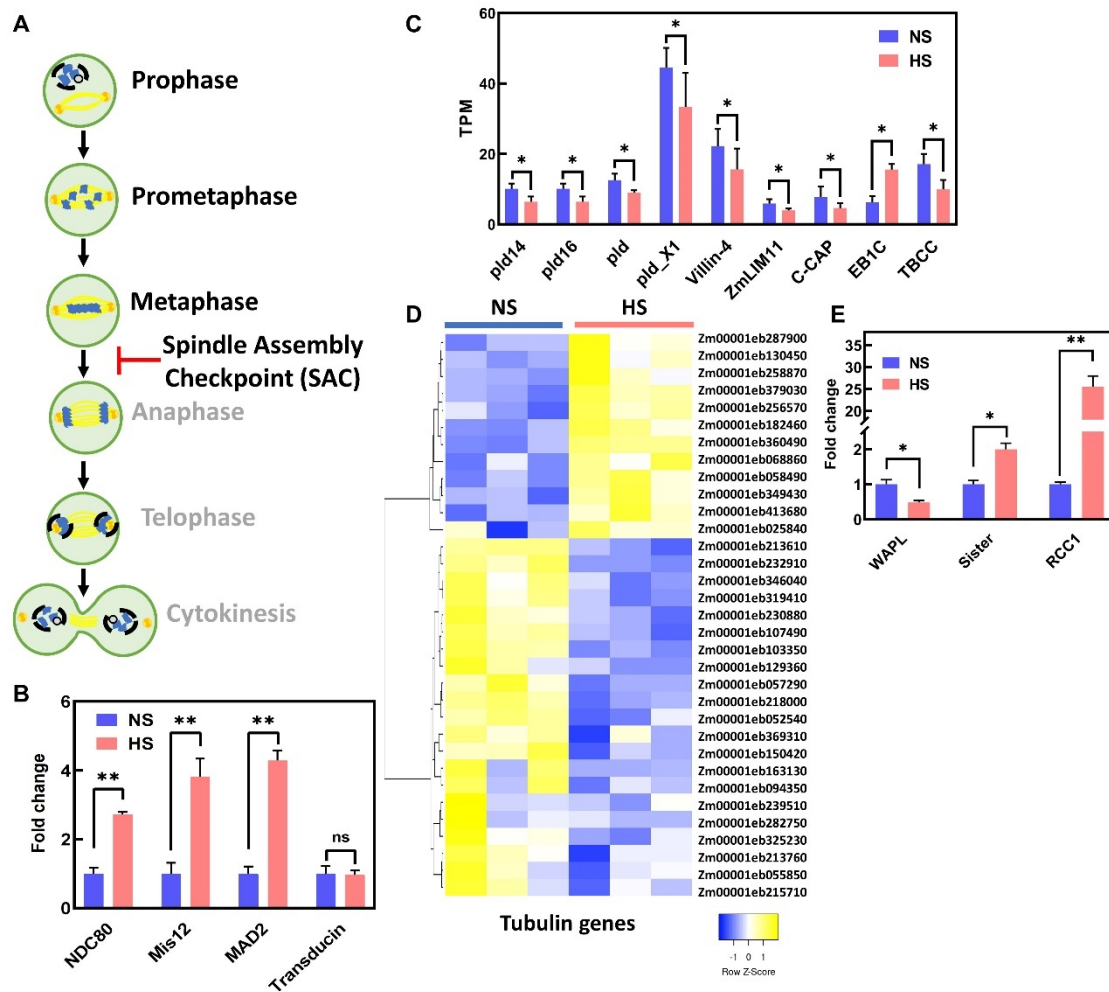 A
Prophase
Prometaphase
Metaphase
Spindle Assembly
Checkpoint (SAC)
Anaphase
Telophase
Cytokinesis
B
NS
HS
Fold change
6
4
2
0
**
**
**
ns
NDC80
Mis12
MAD2
Transducin
C
NS
HS
TPM
60
40
20
0
*
*
*
*
*
*
*
*
*
pld14
pld16
pld
pld_X1
Villin-4
ZmLIM11
C-CAP
EB1C
TBCC
D
NS
HS
Zm00001eb287900
Zm00001eb130450
Zm00001eb258870
Zm00001eb379030
Zm00001eb256570
Zm00001eb182460
Zm00001eb360490
Zm00001eb068860
Zm00001eb058490
Zm00001eb349430
Zm00001eb413680
Zm00001eb025840
Zm00001eb213610
Zm00001eb232910
Zm00001eb346040
Zm00001eb319410
Zm00001eb230880
Zm00001eb107490
Zm00001eb103350
Zm00001eb129360
Zm00001eb057290
Zm00001eb218000
Zm00001eb052540
Zm00001eb369310
Zm00001eb150420
Zm00001eb163130
Zm00001eb094350
Zm00001eb239510
Zm00001eb282750
Zm00001eb325230
Zm00001eb213760
Zm00001eb055850
Zm00001eb215710
Tubulin genes
-1 0 1
Row Z-Score
E
NS
HS
Fold change
35
30
25
20
2
1
0
*
*
**
WAPL
Sister
RCC1